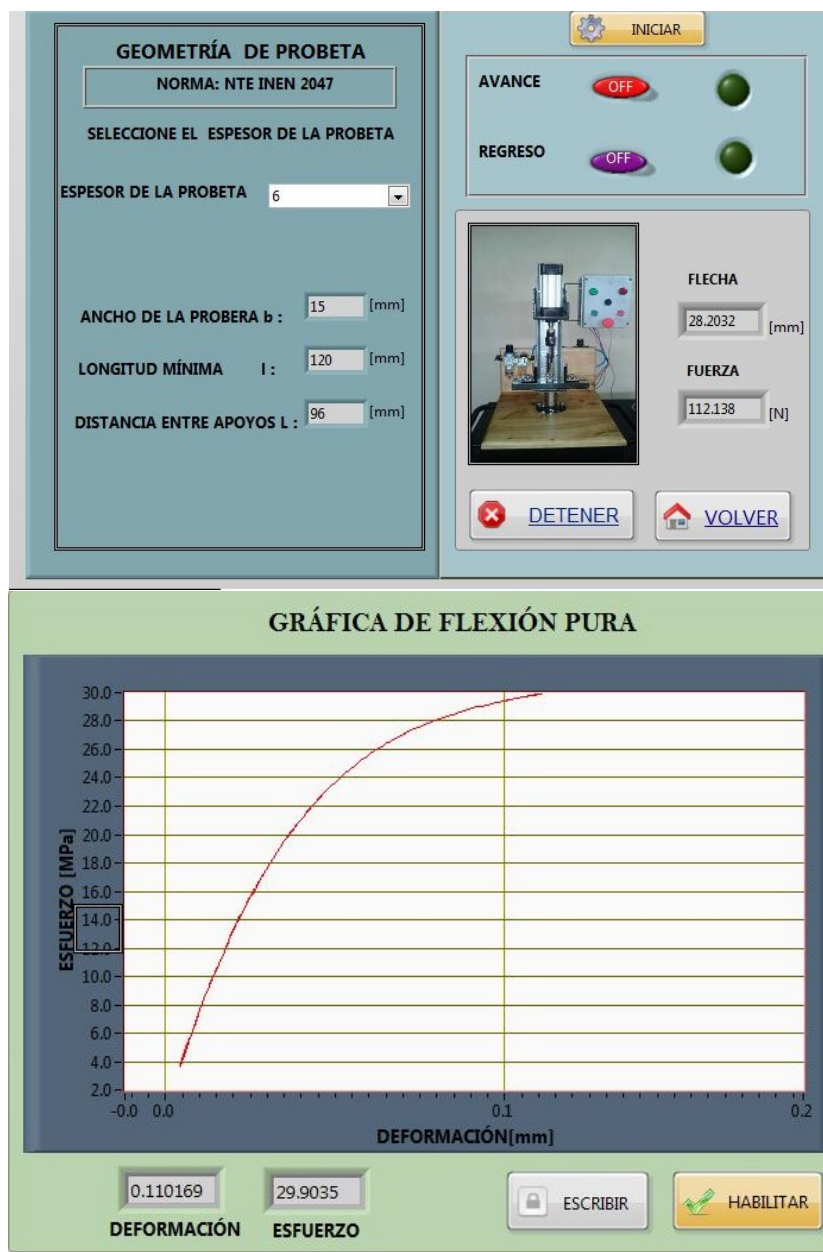 GEOMETRÍA DE PROBETA
NORMA: NTE INEN 2047
SELECCIONE EL ESPESOR DE LA PROBETA
ESPESOR DE LA PROBETA 6
ANCHO DE LA PROBERA b : 15 [mm]
LONGITUD MÍNIMA l : 120 [mm]
DISTANCIA ENTRE APOYOS L : 96 [mm]
INICIAR
AVANCE OFF
REGRESO OFF
FLECHA
28.2032 [mm]
FUERZA
112.138 [N]
DETENER VOLVER
GRÁFICA DE FLEXIÓN PURA
ESFUERZO [MPa]
30.0
28.0
26.0
24.0
22.0
20.0
18.0
16.0
14.0
12.0
10.0
8.0
6.0
4.0
2.0
-0.0 0.0 0.1 0.2
DEFORMACIÓN[mm]
0.110169 29.9035
DEFORMACIÓN ESFUERZO
ESCRIBIR HABILITAR